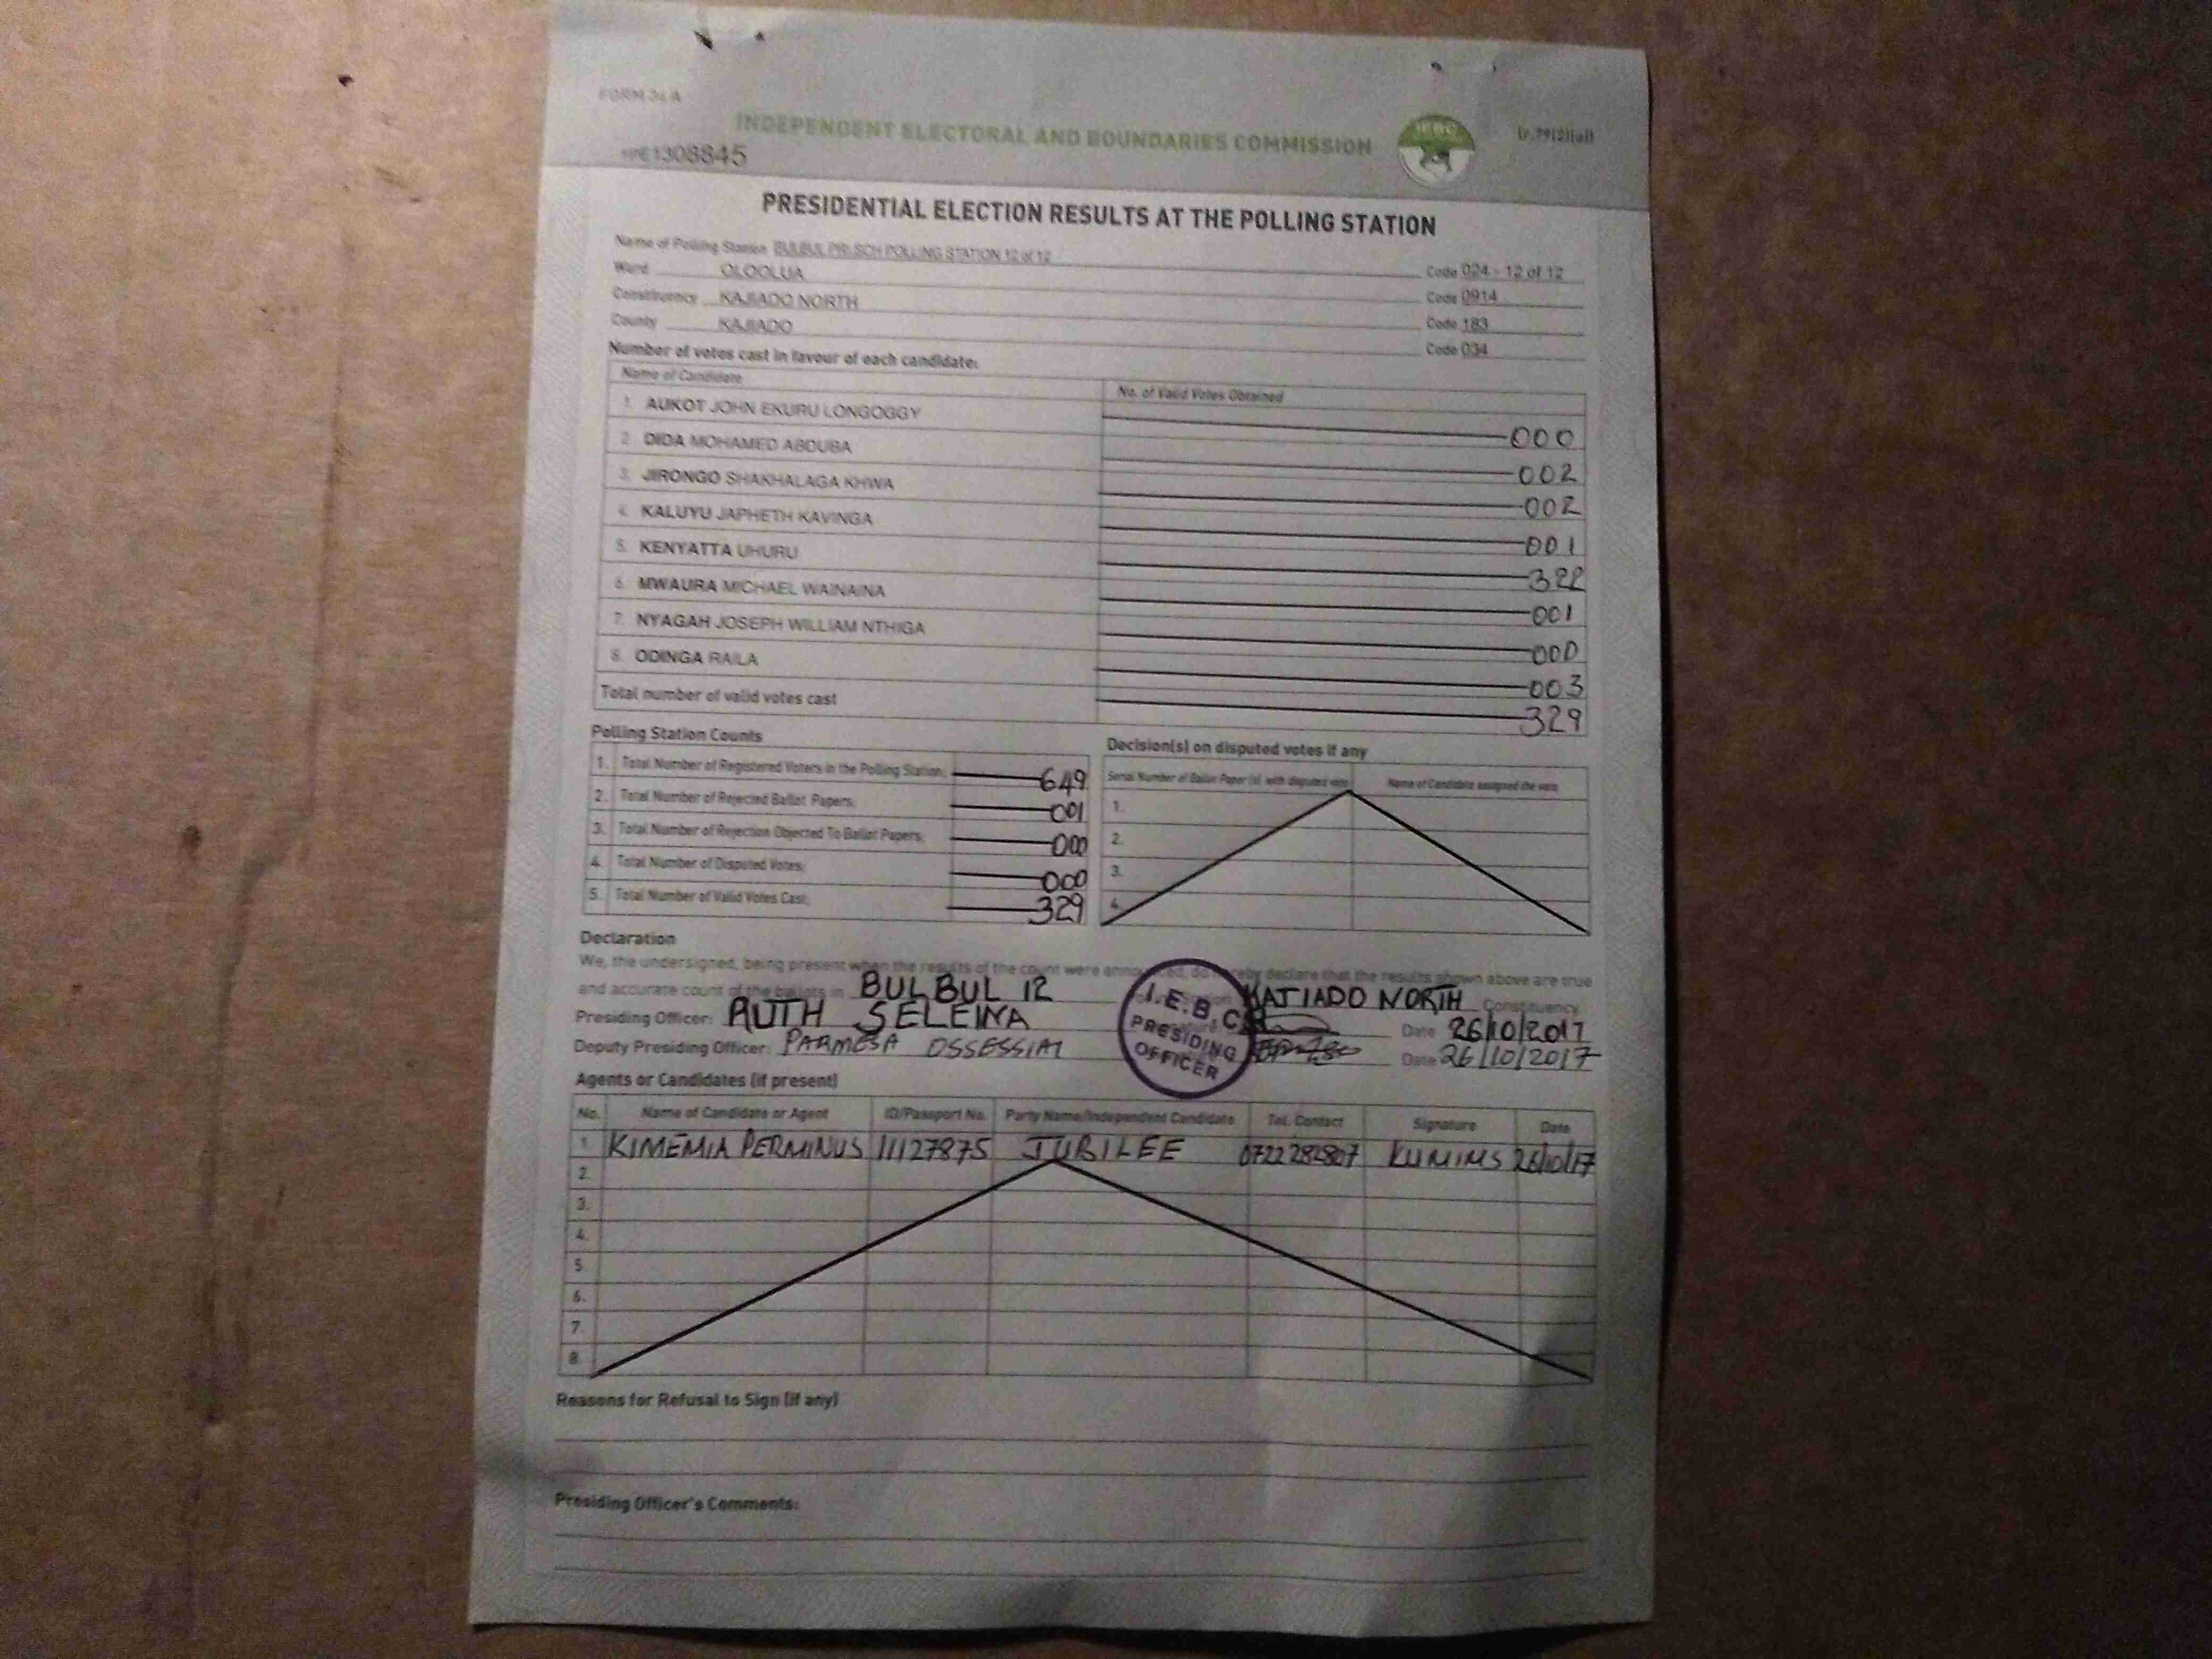 FORM 34 A
INDEPENDENT ELECTORAL AND BOUNDARIES COMMISSION
1308845
PRESIDENTIAL ELECTION RESULTS AT THE POLLING STATION
Name of Polling Station BULBUL PRI SCH POLLING STATION 12 of 12 Code 024 - 12 of 12
Ward OLOOLUA Code 0914
Constituency KAJIADO NORTH Code 183
County KAJIADO Code 034
Number of votes cast in favour of each candidate:
Name of Candidate No. of Valid Votes Obtained
1. AUKOT JOHN EKURU LONGOGGY 000
2. DIDA MOHAMED ABDUBA 002
3. JIRONGO SHAKHALAGA KHWA 002
4. KALUYU JAPHETH KAVINGA 001
5. KENYATTA UHURU
6. MWAURA MICHAEL WAINAINA 001
7. NYAGAH JOSEPH WILLIAM NTHIGA 000
8. ODINGA RAILA 003
Total number of valid votes cast 329
Polling Station Counts
1. Total Number of Registered Voters in the Polling Station: 649
2. Total Number of Rejected Ballot Papers: 001
3. Total Number of Rejection Objected To Ballot Papers: 000
4. Total Number of Disputed Votes: 000
5. Total Number of Valid Votes Cast: 329
Decision(s) on disputed votes if any
Serial Number of Ballot Paper (s) with disputed vote Name of Candidate assigned the vote
1.
2.
3.
4.
Declaration
We, the undersigned, being present when the results of the count were announced, do hereby declare that the results shown above are true
and accurate count of the ballots in BULBUL 12 KAJIADO NORTH Constituency
Presiding Officer: RUTH SELEINA Date 26/10/2017
Deputy Presiding Officer: PARMESA OSSESSIAI Date 26/10/2017
I.E.B.C
PRESIDING
OFFICER
Agents or Candidates (if present)
No. Name of Candidate or Agent ID/Passport No. Party Name/Independent Candidate Tel. Contact Signature Date
1. KIMEMIA PERMINUS 11127875 JUBILEE 0722282807 26/10/17
2.
3.
4.
5.
6.
7.
8.
Reasons for Refusal to Sign (if any)
Presiding Officer's Comments: